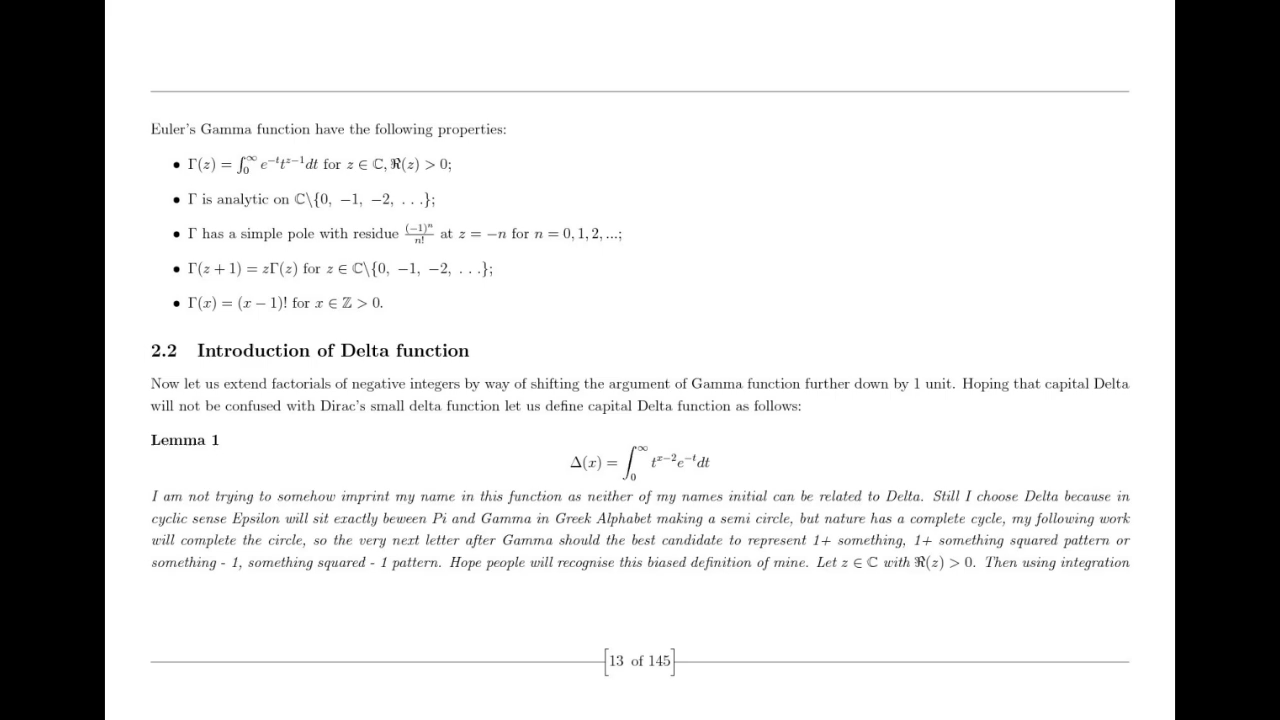 Euler's Gamma function have the following properties:
• Γ(z) = ∫₀^∞ e^{−t}t^{z−1}dt for z ∈ ℂ, ℜ(z) > 0;
• Γ is analytic on ℂ\{0, −1, −2, . . .};
• Γ has a simple pole with residue (−1)^n/n! at z = −n for n = 0, 1, 2, ...;
• Γ(z + 1) = zΓ(z) for z ∈ ℂ\{0, −1, −2, . . .};
• Γ(x) = (x − 1)! for x ∈ ℤ > 0.
2.2 Introduction of Delta function
Now let us extend factorials of negative integers by way of shifting the argument of Gamma function further down by 1 unit. Hoping that capital Delta
will not be confused with Dirac's small delta function let us define capital Delta function as follows:
Lemma 1
Δ(x) = ∫₀^∞ t^{x−2}e^{−t}dt
I am not trying to somehow imprint my name in this function as neither of my names initial can be related to Delta. Still I choose Delta because in
cyclic sense Epsilon will sit exactly beween Pi and Gamma in Greek Alphabet making a semi circle, but nature has a complete cycle, my following work
will complete the circle, so the very next letter after Gamma should the best candidate to represent 1+ something, 1+ something squared pattern or
something - 1, something squared - 1 pattern. Hope people will recognise this biased definition of mine. Let z ∈ ℂ with ℜ(z) > 0. Then using integration
[13 of 145]